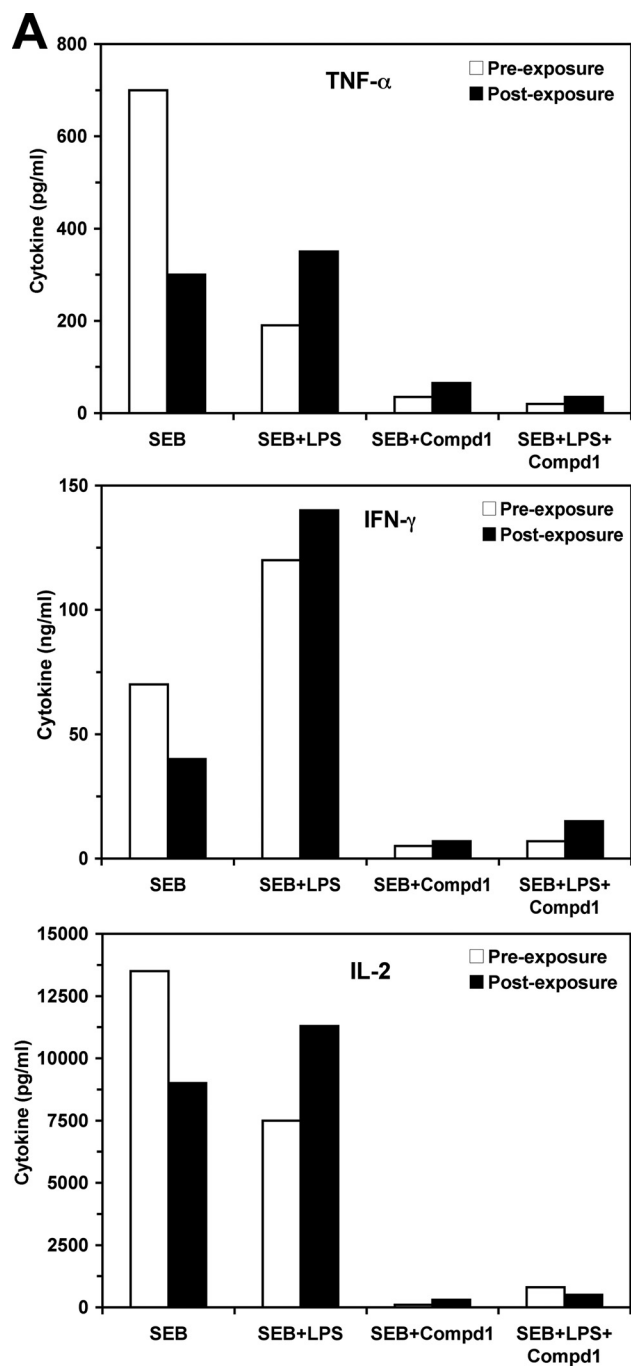 A
TNF-α
Pre-exposure
Post-exposure
Cytokine (pg/ml)
800
600
400
200
0
SEB
SEB+LPS
SEB+Compd1
SEB+LPS+
Compd1
IFN-γ
Pre-exposure
Post-exposure
Cytokine (ng/ml)
150
100
50
0
SEB
SEB+LPS
SEB+Compd1
SEB+LPS+
Compd1
IL-2
Pre-exposure
Post-exposure
Cytokine (pg/ml)
15000
12500
10000
7500
5000
2500
0
SEB
SEB+LPS
SEB+Compd1
SEB+LPS+
Compd1